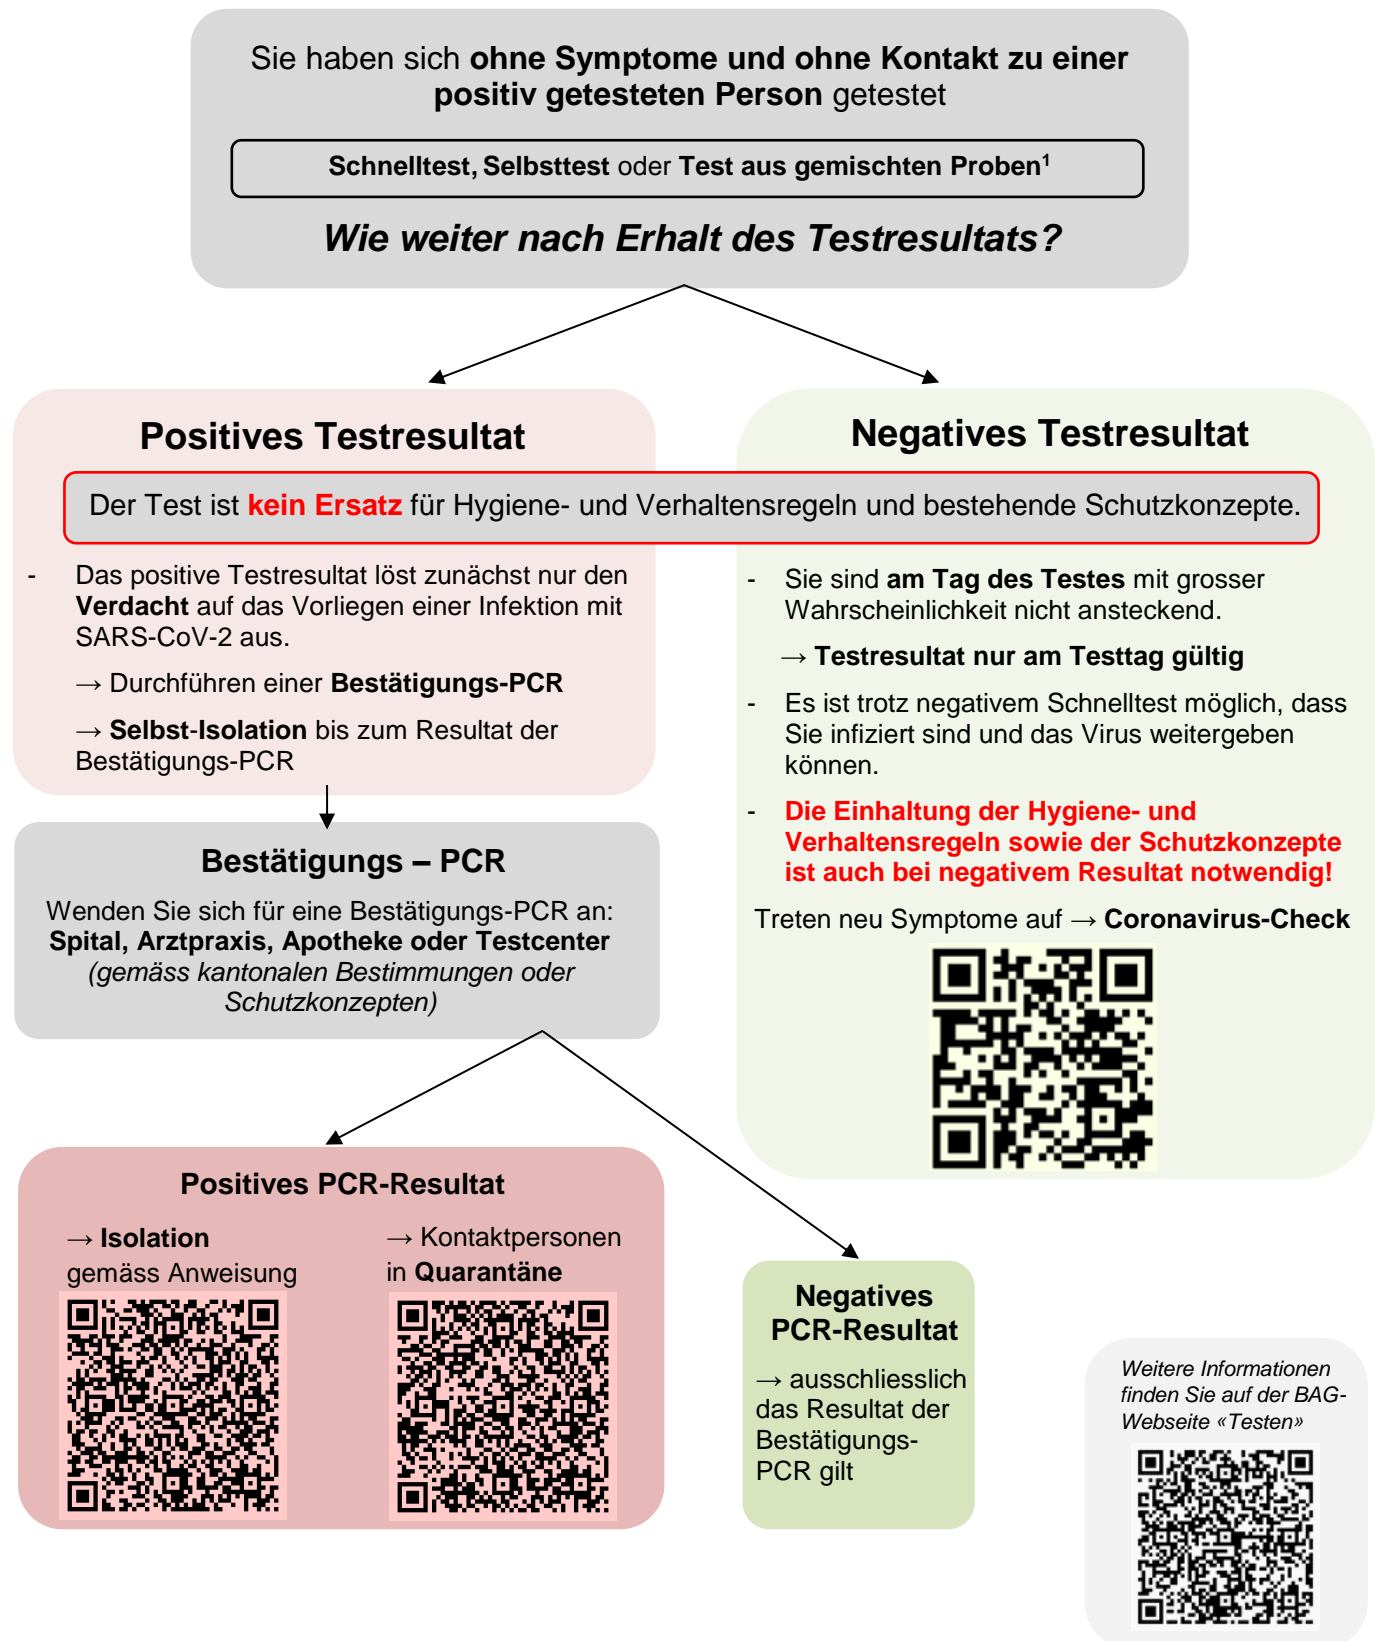 Sie haben sich ohne Symptome und ohne Kontakt zu einer
positiv getesteten Person getestet
Schnelltest, Selbsttest oder Test aus gemischten Proben¹
Wie weiter nach Erhalt des Testresultats?
Positives Testresultat
Negatives Testresultat
Der Test ist kein Ersatz für Hygiene- und Verhaltensregeln und bestehende Schutzkonzepte.
- Das positive Testresultat löst zunächst nur den
Verdacht auf das Vorliegen einer Infektion mit
SARS-CoV-2 aus.
→ Durchführen einer Bestätigungs-PCR
→ Selbst-Isolation bis zum Resultat der
Bestätigungs-PCR
- Sie sind am Tag des Testes mit grosser
Wahrscheinlichkeit nicht ansteckend.
→ Testresultat nur am Testtag gültig
- Es ist trotz negativem Schnelltest möglich, dass
Sie infiziert sind und das Virus weitergeben
können.
- Die Einhaltung der Hygiene- und
Verhaltensregeln sowie der Schutzkonzepte
ist auch bei negativem Resultat notwendig!
Treten neu Symptome auf → Coronavirus-Check
Bestätigungs – PCR
Wenden Sie sich für eine Bestätigungs-PCR an:
Spital, Arztpraxis, Apotheke oder Testcenter
(gemäss kantonalen Bestimmungen oder
Schutzkonzepten)
Positives PCR-Resultat
→ Isolation
gemäss Anweisung
→ Kontaktpersonen
in Quarantäne
Negatives
PCR-Resultat
→ ausschliesslich
das Resultat der
Bestätigungs-
PCR gilt
Weitere Informationen
finden Sie auf der BAG-
Webseite «Testen»